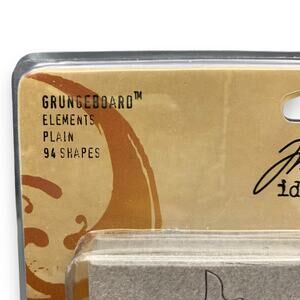 GRUNGEBOARD™
ELEMENTS
PLAIN
94 SHAPES